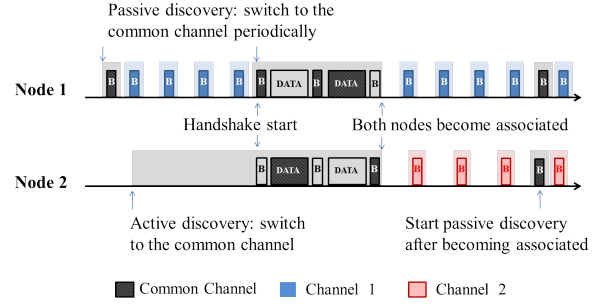 Passive discovery: switch to the
common channel periodically
Node 1
B B B B B B DATA B DATA B B B B B B B
Handshake start
Both nodes become associated
Node 2
B DATA B DATA B B B B B B
Active discovery: switch
to the common channel
Start passive discovery
after becoming associated
Common Channel
Channel 1
Channel 2